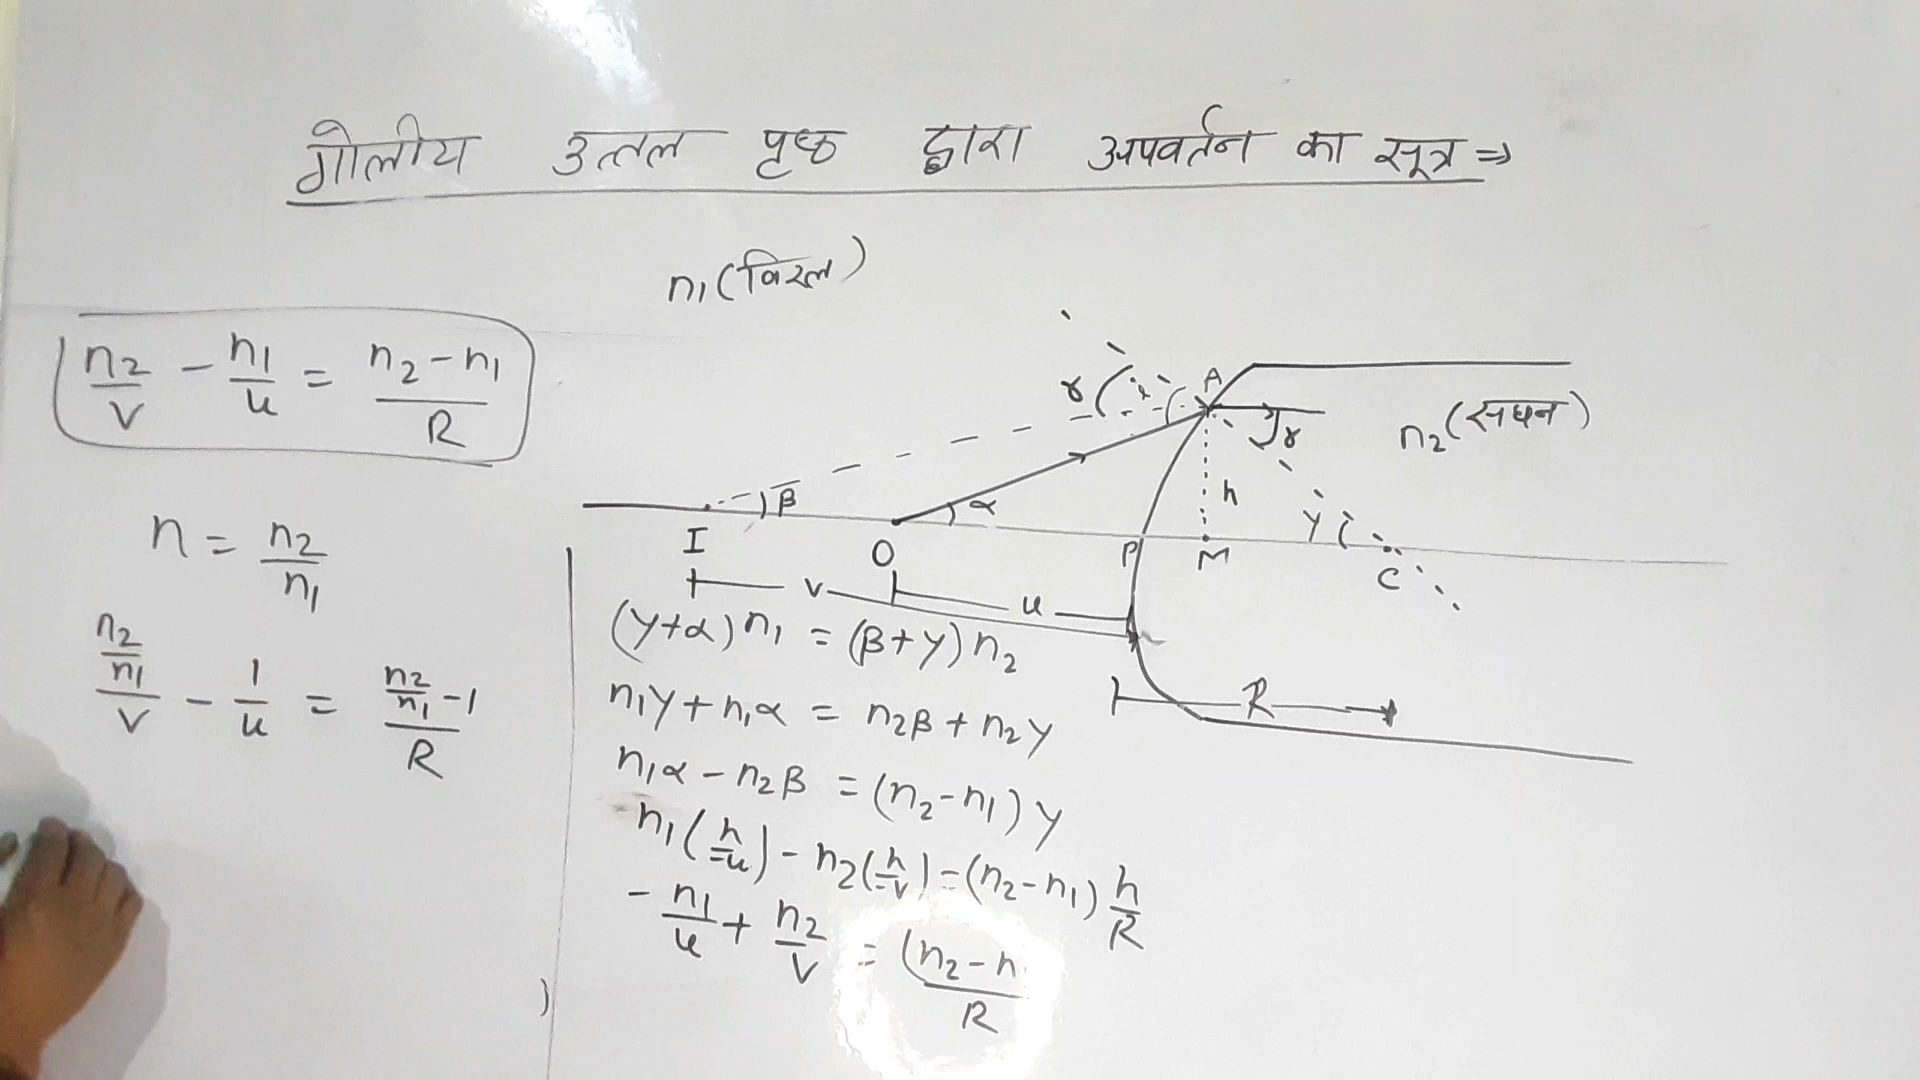 गोलीय उत्तल पृष्ठ द्वारा अपवर्तन का सूत्र ⇒
n₁(विरल)
n₂/v - n₁/u = (n₂-n₁)/R
n = n₂/n₁
(n₂/n₁)/v - 1/u = (n₂/n₁ - 1)/R
r i A
r n₂(सघन)
β α h γ
I O P M C
v u
R
(γ+α)n₁ = (β+γ)n₂
n₁γ+n₁α = n₂β+n₂γ
n₁α-n₂β = (n₂-n₁)γ
n₁(h/-u)-n₂(h/-v)=(n₂-n₁)h/R
-n₁/u+n₂/v = (n₂-n/R